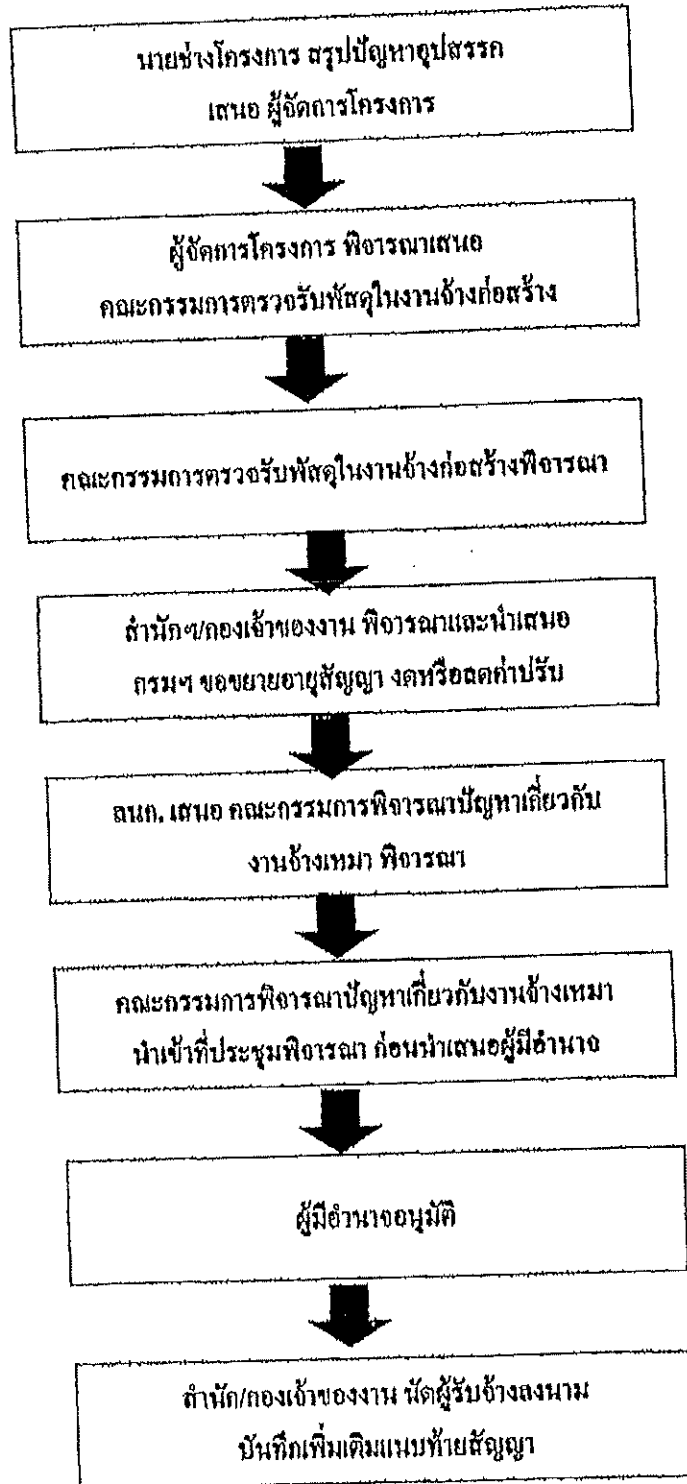 นายช่างโครงการ สรุปปัญหาอุปสรรค
เสนอ ผู้จัดการโครงการ
ผู้จัดการโครงการ พิจารณาเสนอ
คณะกรรมการตรวจรับพัสดุในงานจ้างก่อสร้าง
คณะกรรมการตรวจรับพัสดุในงานจ้างก่อสร้างพิจารณา
สำนักฯ/กองเจ้าของงาน พิจารณาและนำเสนอ
กรมฯ ขอขยายอายุสัญญา งดหรือลดค่าปรับ
ลนก. เสนอ คณะกรรมการพิจารณาปัญหาเกี่ยวกับ
งานจ้างเหมา พิจารณา
คณะกรรมการพิจารณาปัญหาเกี่ยวกับงานจ้างเหมา
นำเข้าที่ประชุมพิจารณา ก่อนนำเสนอผู้มีอำนาจ
ผู้มีอำนาจอนุมัติ
สำนัก/กองเจ้าของงาน นัดผู้รับจ้างลงนาม
บันทึกเพิ่มเติมแนบท้ายสัญญา